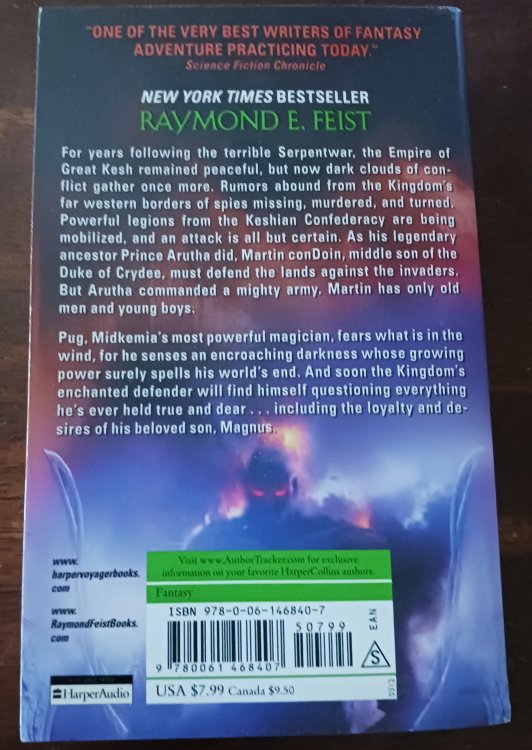 "ONE OF THE VERY BEST WRITERS OF FANTASY
ADVENTURE PRACTICING TODAY."
Science Fiction Chronicle
NEW YORK TIMES BESTSELLER
RAYMOND E. FEIST
For years following the terrible Serpentwar, the Empire of
Great Kesh remained peaceful, but now dark clouds of con-
flict gather once more. Rumors abound from the Kingdom's
far western borders of spies missing, murdered, and turned.
Powerful legions from the Keshian Confederacy are being
mobilized, and an attack is all but certain. As his legendary
ancestor Prince Arutha did, Martin conDoin, middle son of the
Duke of Crydee, must defend the lands against the invaders.
But Arutha commanded a mighty army. Martin has only old
men and young boys.
Pug, Midkemia's most powerful magician, fears what is in the
wind, for he senses an encroaching darkness whose growing
power surely spells his world's end. And soon the Kingdom's
enchanted defender will find himself questioning everything
he's ever held true and dear . . . including the loyalty and de-
sires of his beloved son, Magnus.
www.
harpervoyagerbooks.
com
www.
RaymondFeistBooks.
com
AVAILABLE FROM
HarperAudio
Visit www.AuthorTracker.com for exclusive
information on your favorite HarperCollins authors.
Fantasy
ISBN 978-0-06-146840-7
50799
9 780061 468407
EAN
S
0312
USA $7.99 Canada $9.50